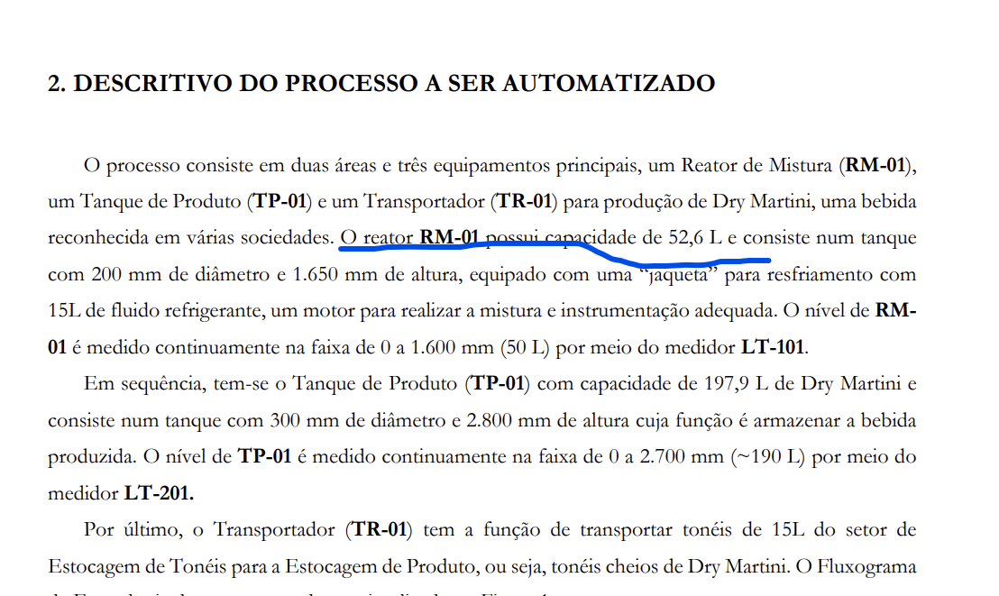 2. DESCRITIVO DO PROCESSO A SER AUTOMATIZADO
O processo consiste em duas áreas e três equipamentos principais, um Reator de Mistura (RM-01),
um Tanque de Produto (TP-01) e um Transportador (TR-01) para produção de Dry Martini, uma bebida
reconhecida em várias sociedades. O reator RM-01 possui capacidade de 52,6 L e consiste num tanque
com 200 mm de diâmetro e 1.650 mm de altura, equipado com uma “jaqueta” para resfriamento com
15L de fluido refrigerante, um motor para realizar a mistura e instrumentação adequada. O nível de RM-
01 é medido continuamente na faixa de 0 a 1.600 mm (50 L) por meio do medidor LT-101.
Em sequência, tem-se o Tanque de Produto (TP-01) com capacidade de 197,9 L de Dry Martini e
consiste num tanque com 300 mm de diâmetro e 2.800 mm de altura cuja função é armazenar a bebida
produzida. O nível de TP-01 é medido continuamente na faixa de 0 a 2.700 mm (~190 L) por meio do
medidor LT-201.
Por último, o Transportador (TR-01) tem a função de transportar tonéis de 15L do setor de
Estocagem de Tonéis para a Estocagem de Produto, ou seja, tonéis cheios de Dry Martini. O Fluxograma